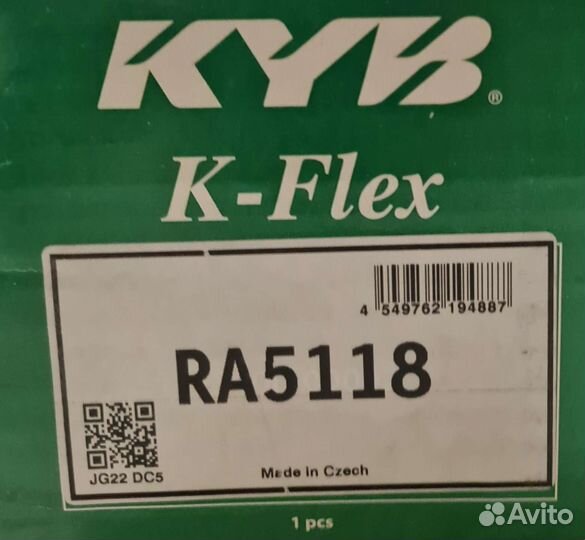 KYB®
K-Flex
4 549762 194887
RA5118
JG22 DC5
Made in Czech
1 pcs
Avito